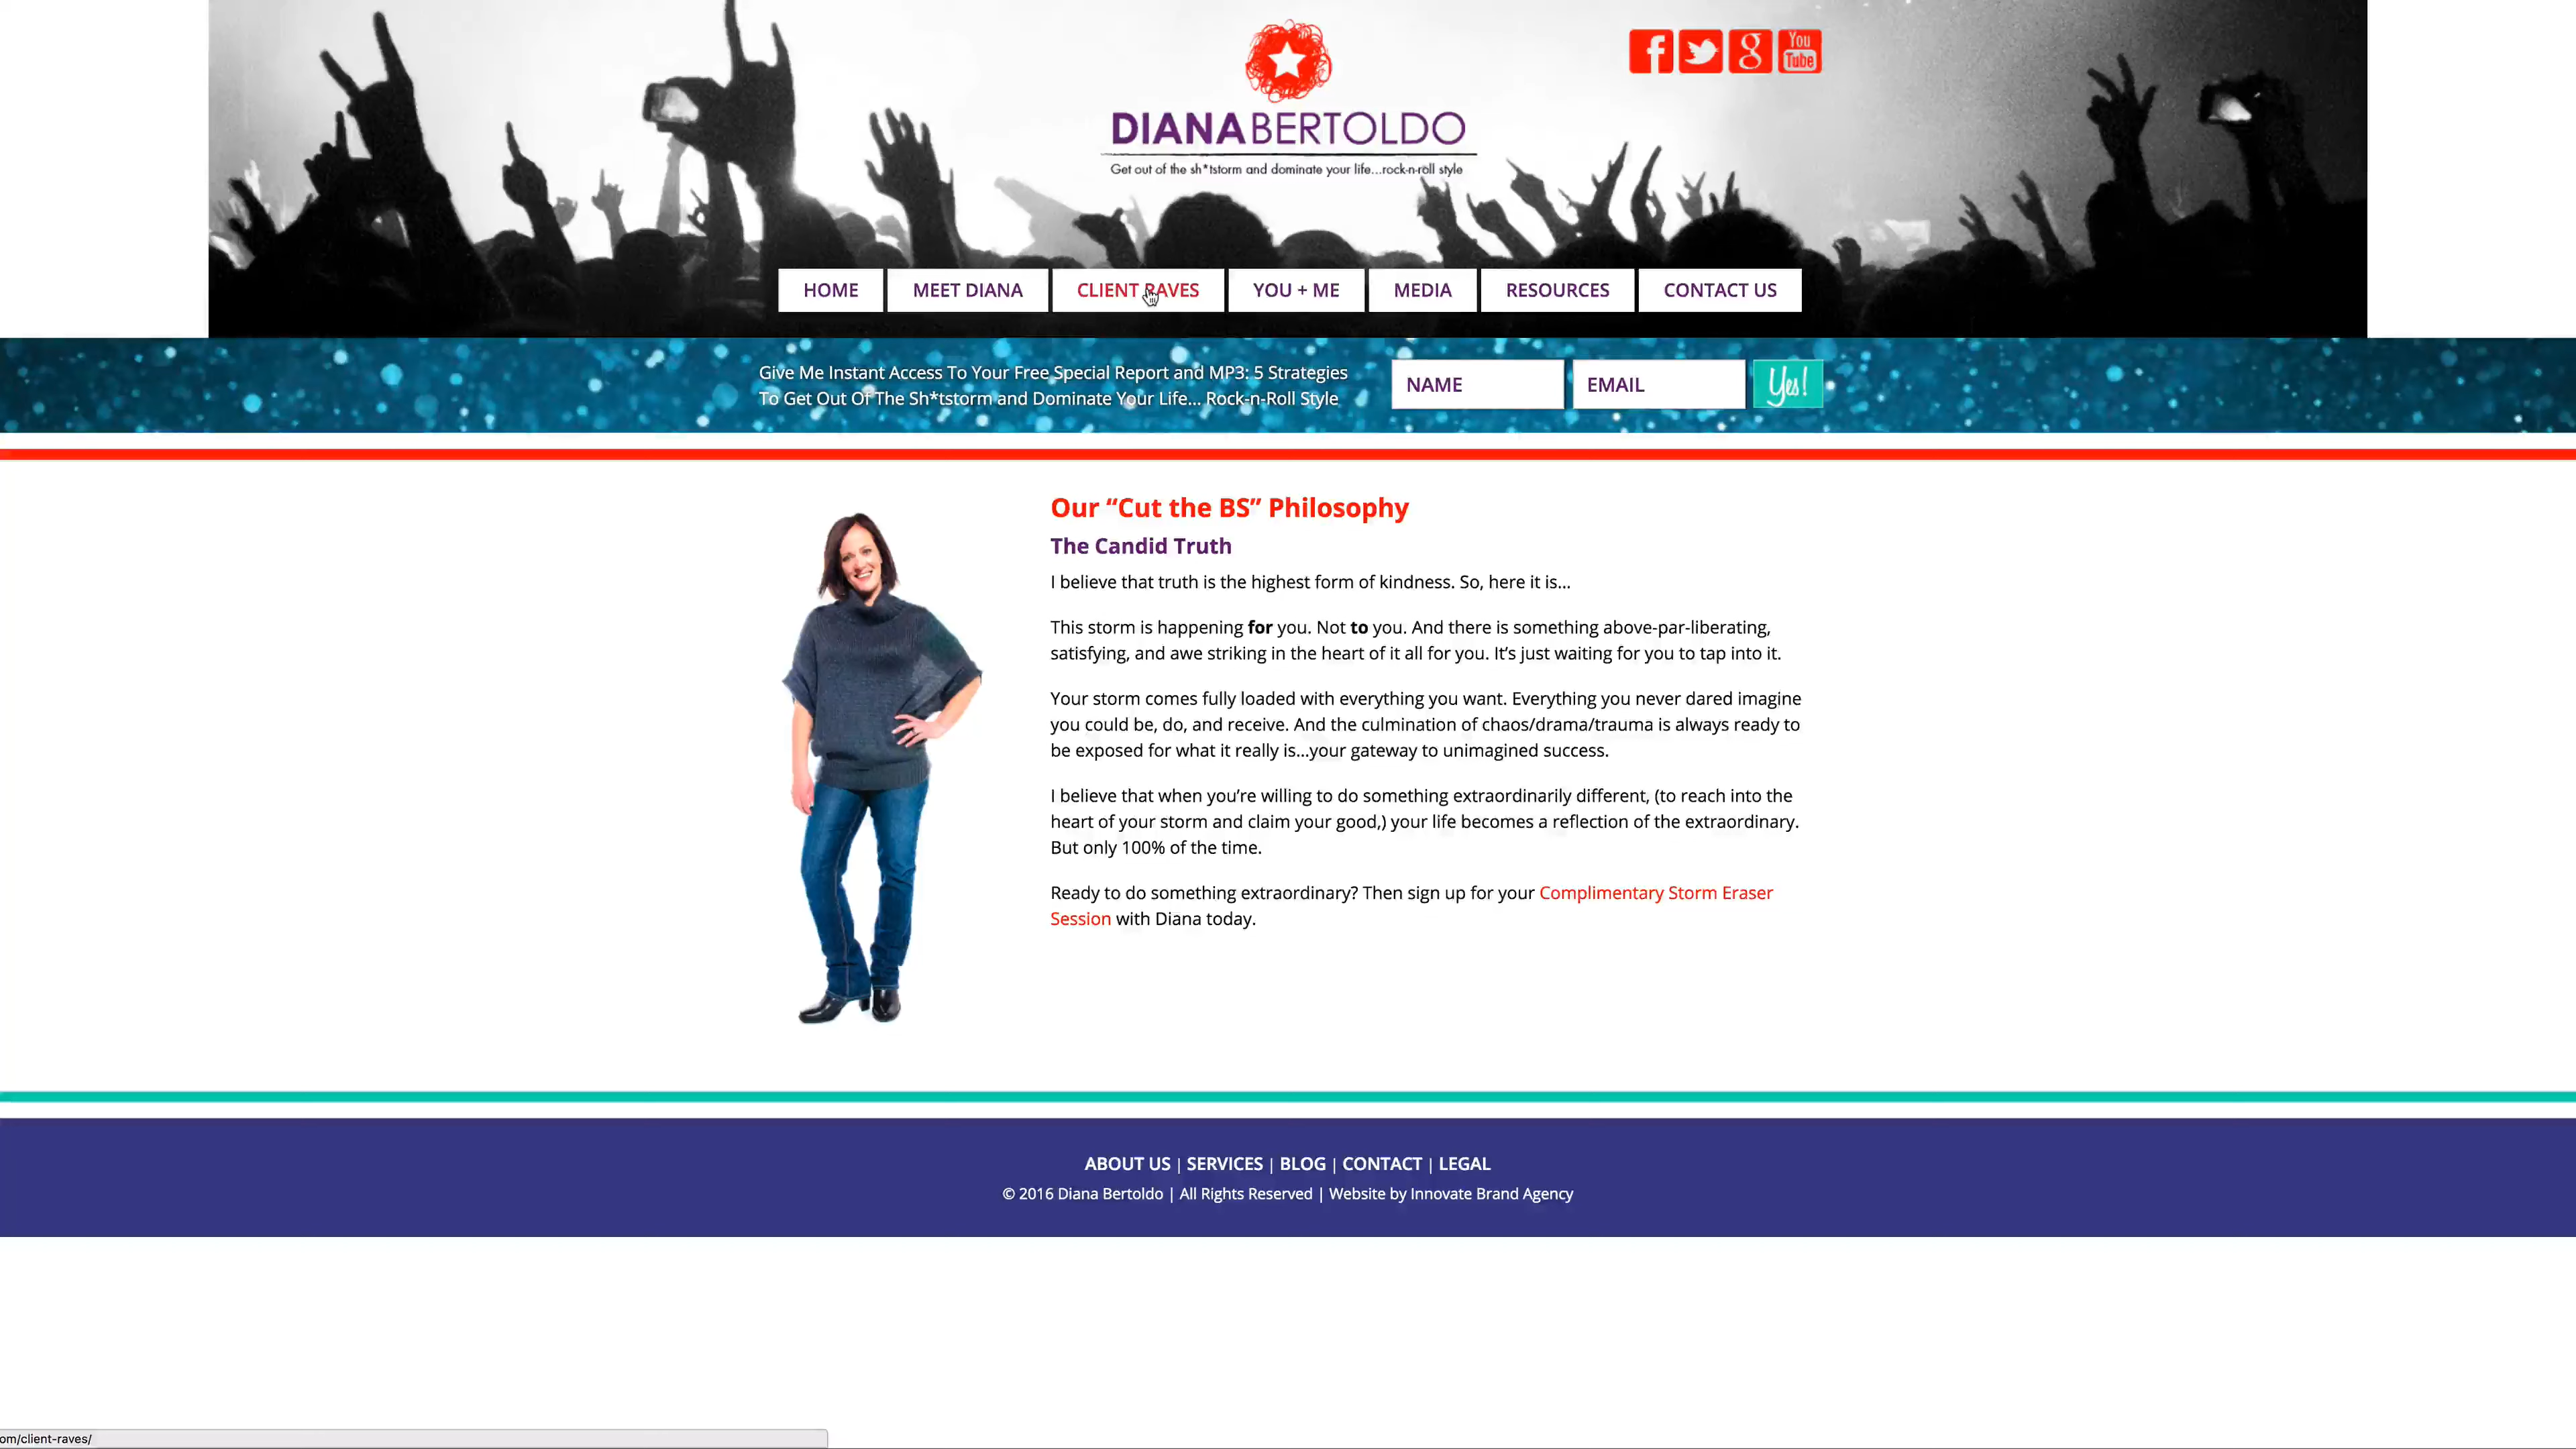 You
Tube
DIANABERTOLDO
Get out of the sh*tstorm and dominate your life...rock-n-roll style
HOME
MEET DIANA
CLIENT RAVES
YOU + ME
MEDIA
RESOURCES
CONTACT US
Give Me Instant Access To Your Free Special Report and MP3: 5 Strategies
To Get Out Of The Sh*tstorm and Dominate Your Life... Rock-n-Roll Style
NAME
EMAIL
Yes!
Our “Cut the BS” Philosophy
The Candid Truth
I believe that truth is the highest form of kindness. So, here it is...
This storm is happening for you. Not to you. And there is something above-par-liberating,
satisfying, and awe striking in the heart of it all for you. It’s just waiting for you to tap into it.
Your storm comes fully loaded with everything you want. Everything you never dared imagine
you could be, do, and receive. And the culmination of chaos/drama/trauma is always ready to
be exposed for what it really is...your gateway to unimagined success.
I believe that when you’re willing to do something extraordinarily different, (to reach into the
heart of your storm and claim your good,) your life becomes a reflection of the extraordinary.
But only 100% of the time.
Ready to do something extraordinary? Then sign up for your Complimentary Storm Eraser
Session with Diana today.
ABOUT US | SERVICES | BLOG | CONTACT | LEGAL
© 2016 Diana Bertoldo | All Rights Reserved | Website by Innovate Brand Agency
om/client-raves/